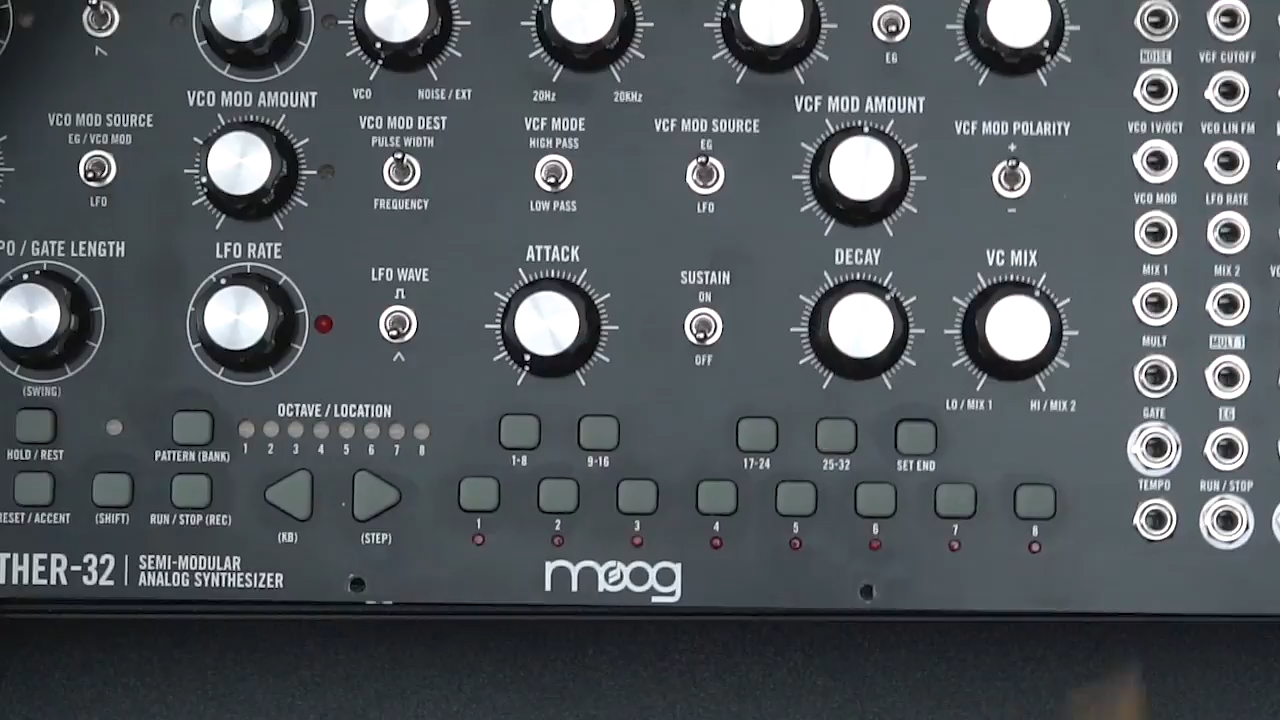 VCO
NOISE / EXT
20Hz
20KHz
EG
NOISE
VCF CUTOFF
VCO MOD SOURCE
EG / VCO MOD
LFO
VCO MOD AMOUNT
VCO MOD DEST
PULSE WIDTH
FREQUENCY
VCF MODE
HIGH PASS
LOW PASS
VCF MOD SOURCE
EG
LFO
VCF MOD AMOUNT
VCF MOD POLARITY
+
−
VCO 1V/OCT
VCO LIN FM
VCO MOD
LFO RATE
MIX 1
MIX 2
PO / GATE LENGTH
(SWING)
LFO RATE
LFO WAVE
ATTACK
SUSTAIN
ON
OFF
DECAY
VC MIX
LO / MIX 1
HI / MIX 2
MULT
MULT 1
GATE
EG
TEMPO
RUN / STOP
HOLD / REST
PATTERN (BANK)
OCTAVE / LOCATION
1 2 3 4 5 6 7 8
1-8
9-16
17-24
25-32
SET END
RESET / ACCENT
(SHIFT)
RUN / STOP (REC)
(KB)
(STEP)
1 2 3 4 5 6 7 8
THER-32
SEMI-MODULAR
ANALOG SYNTHESIZER
moog